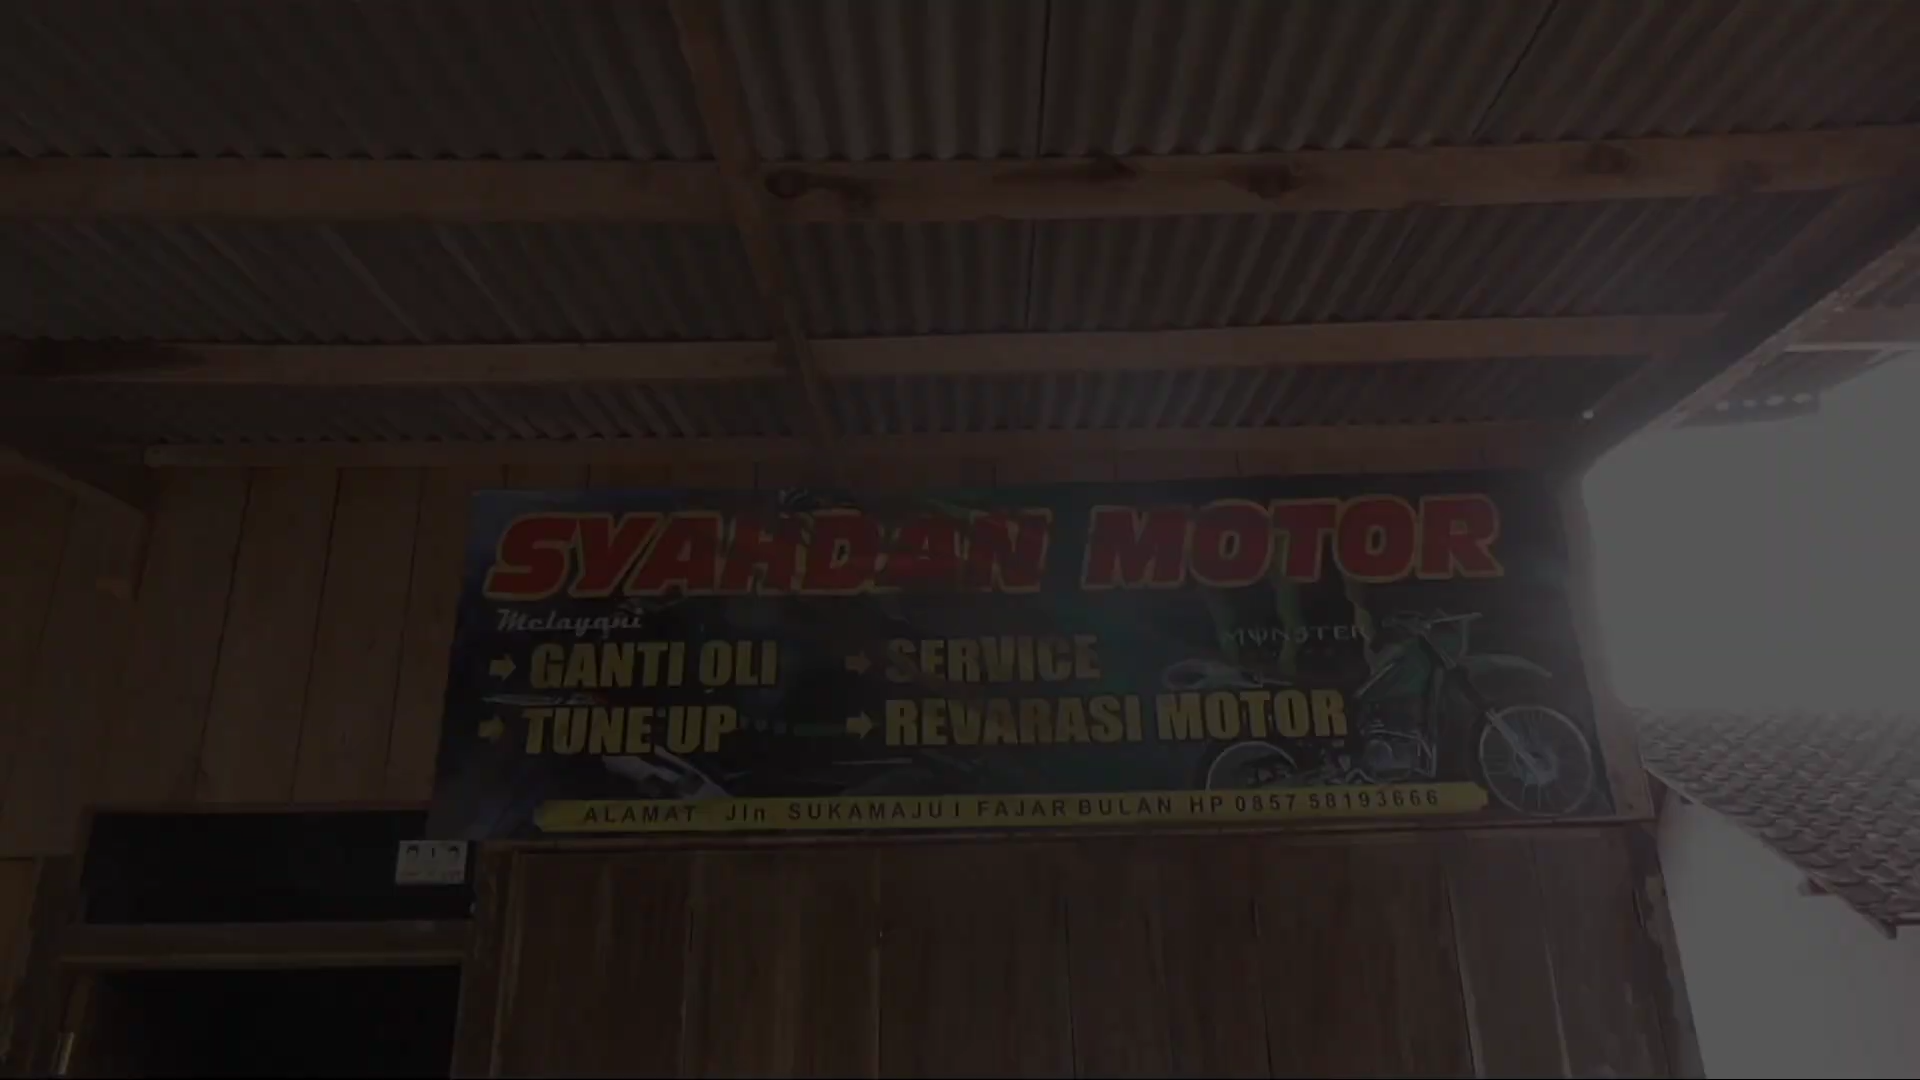 SYAHDAN MOTOR
Melayani
GANTI OLI
SERVICE
TUNE UP
REVARASI MOTOR
MONSTER
ALAMAT Jln SUKAMAJU I FAJAR BULAN HP 0857 58193666